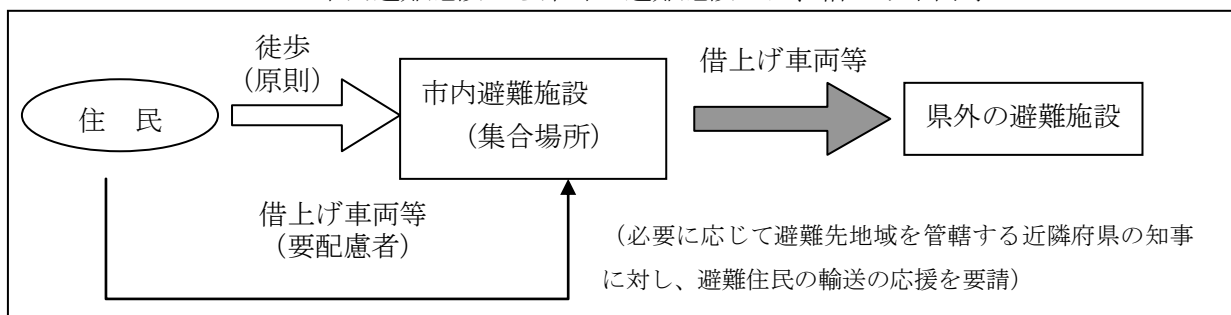 徒歩
（原則）
借上げ車両等
住　民
市内避難施設
（集合場所）
県外の避難施設
借上げ車両等
（要配慮者）
（必要に応じて避難先地域を管轄する近隣府県の知事
に対し、避難住民の輸送の応援を要請）